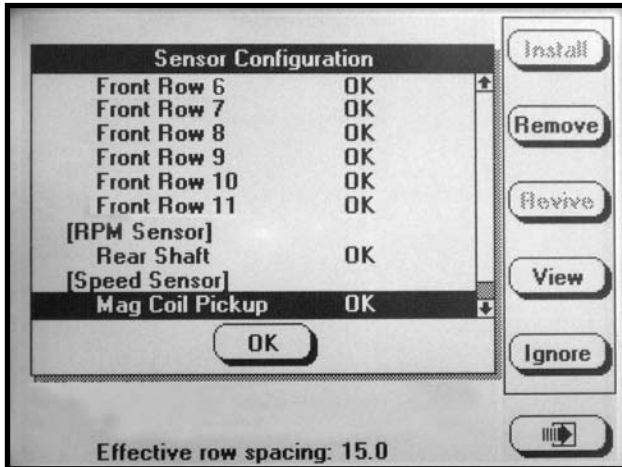 Sensor Configuration
Front Row 6 OK
Front Row 7 OK
Front Row 8 OK
Front Row 9 OK
Front Row 10 OK
Front Row 11 OK
[RPM Sensor]
Rear Shaft OK
[Speed Sensor]
Mag Coil Pickup OK
OK
Effective row spacing: 15.0
Install
Remove
Revive
View
Ignore